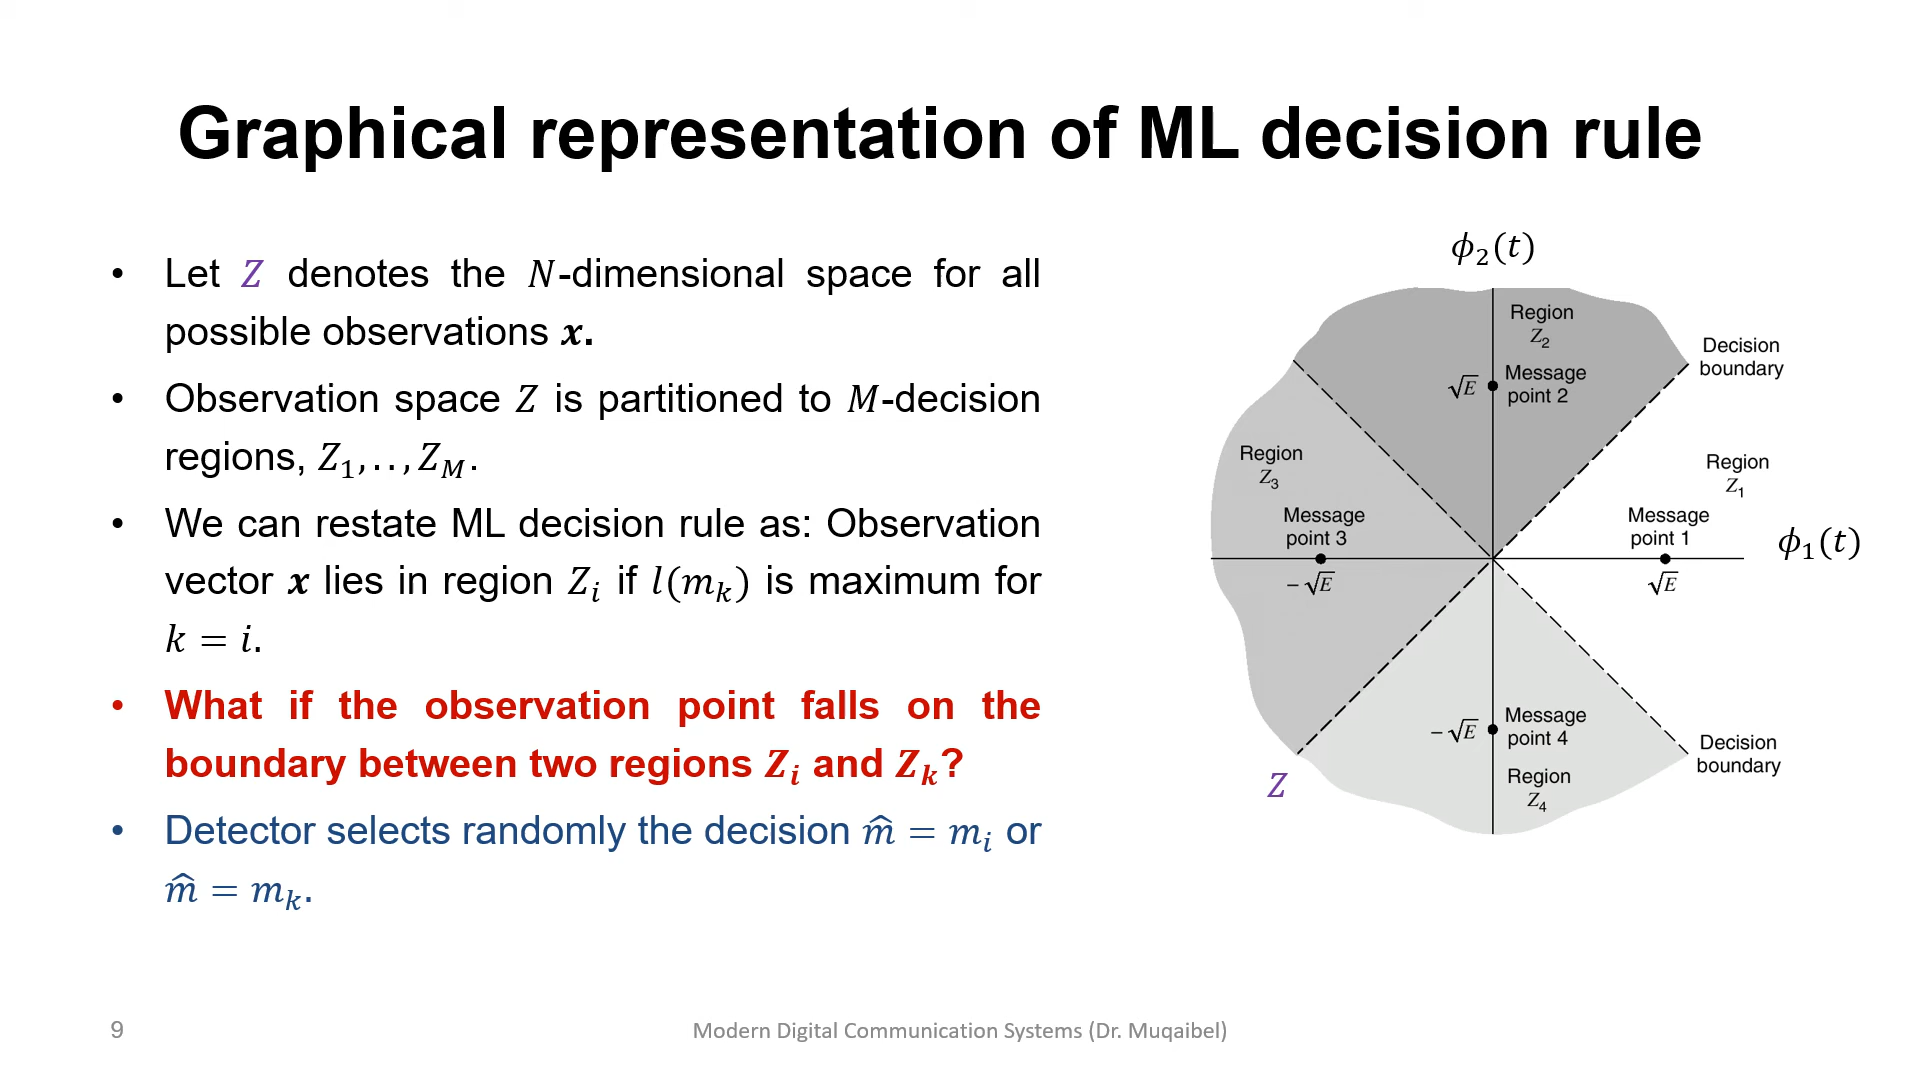 Graphical representation of ML decision rule
• Let Z denotes the N-dimensional space for all
possible observations x.
• Observation space Z is partitioned to M-decision
regions, Z₁,..,Z_M.
• We can restate ML decision rule as: Observation
vector x lies in region Zᵢ if l(mₖ) is maximum for
k = i.
• What if the observation point falls on the
boundary between two regions Zᵢ and Zₖ?
• Detector selects randomly the decision m̂ = mᵢ or
m̂ = mₖ.
ϕ₂(t)
Region
Z₂
Decision
boundary
√E
Message
point 2
Region
Z₃
Region
Z₁
Message
point 3
Message
point 1
ϕ₁(t)
−√E
√E
−√E
Message
point 4
Decision
boundary
Region
Z₄
Z
9
Modern Digital Communication Systems (Dr. Muqaibel)